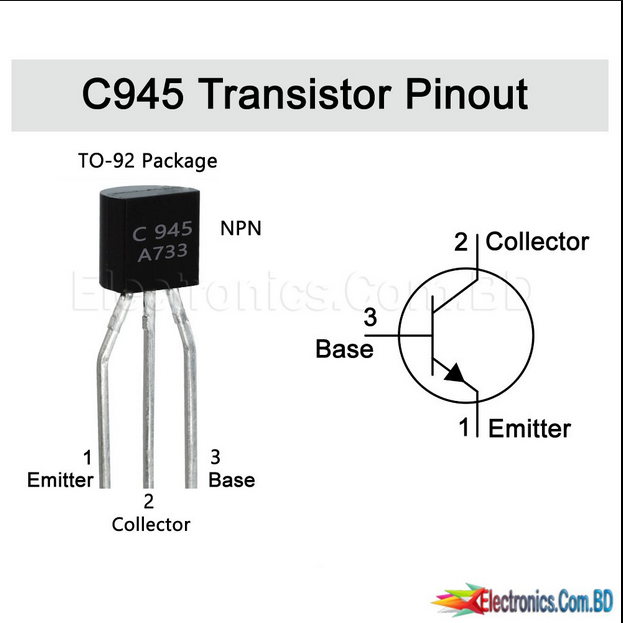 C945 Transistor Pinout
TO-92 Package
C 945
A733
NPN
Electronics.Com.BD
2 Collector
3
Base
1 Emitter
1
Emitter
2
Collector
3
Base
Electronics.Com.BD